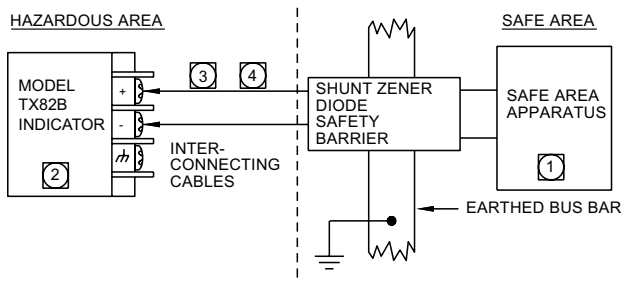 HAZARDOUS AREA
SAFE AREA
MODEL
TX82B
INDICATOR
+
-
2
3
4
INTER-
CONNECTING
CABLES
SHUNT ZENER
DIODE
SAFETY
BARRIER
SAFE AREA
APPARATUS
1
EARTHED BUS BAR